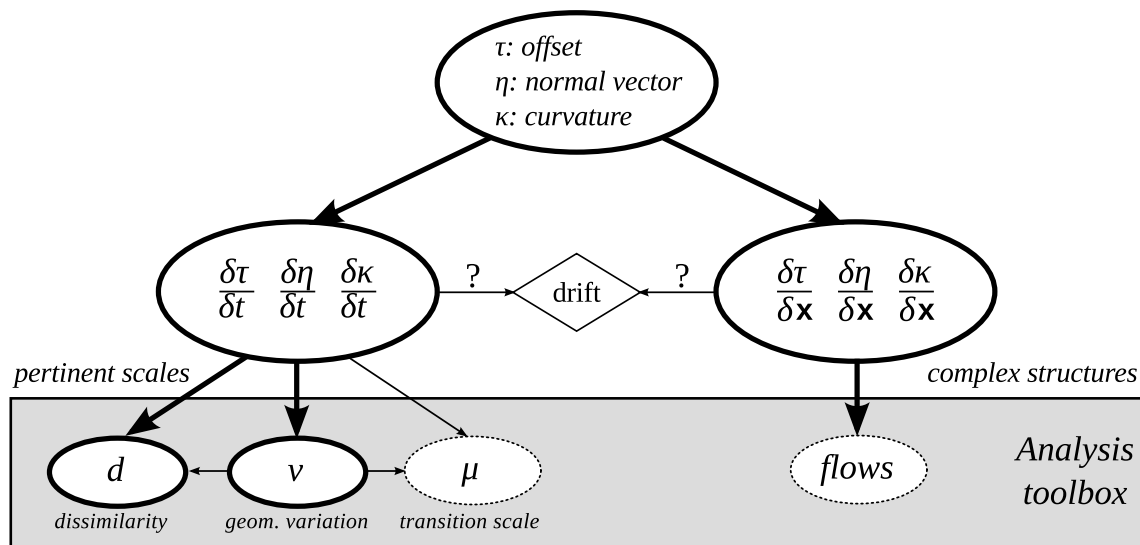 τ: offset
η: normal vector
κ: curvature
δτ δη δκ
δt δt δt
? drift ?
δτ δη δκ
δx δx δx
pertinent scales
complex structures
d
ν
μ
flows
dissimilarity
geom. variation
transition scale
Analysis
toolbox